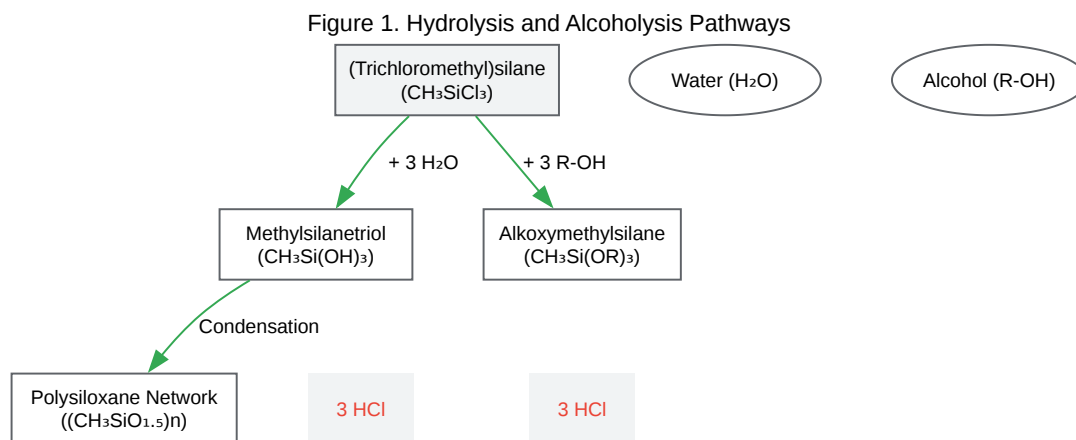 Figure 1. Hydrolysis and Alcoholysis Pathways
(Trichloromethyl)silane
(CH₃SiCl₃)
Water (H₂O)
Alcohol (R-OH)
+ 3 H₂O
+ 3 R-OH
Methylsilanetriol
(CH₃Si(OH)₃)
Alkoxymethylsilane
(CH₃Si(OR)₃)
Condensation
Polysiloxane Network
((CH₃SiO₁.₅)n)
3 HCl
3 HCl